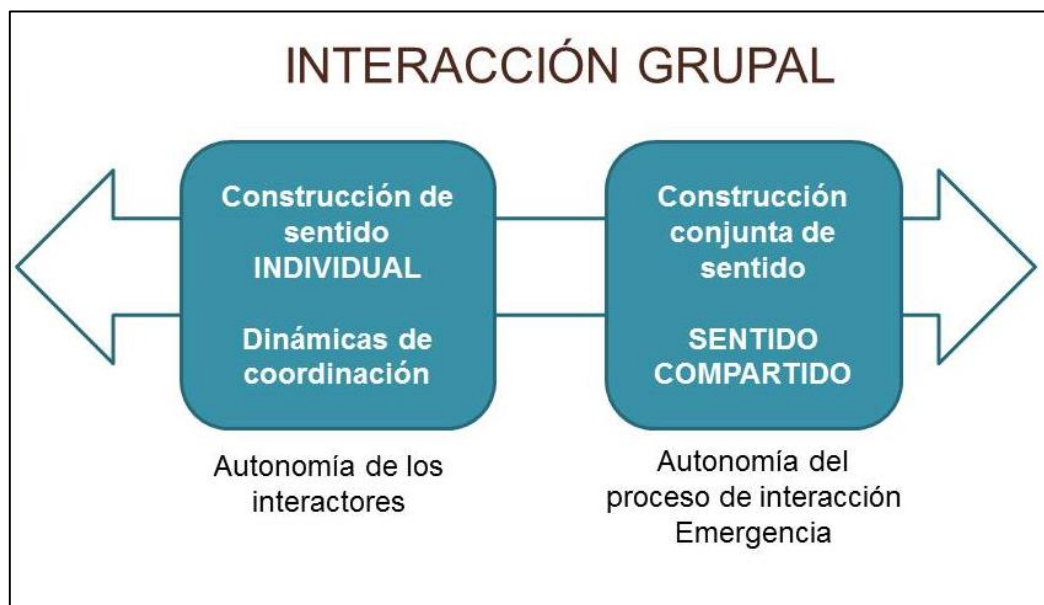 INTERACCIÓN GRUPAL
Construcción de
sentido
INDIVIDUAL
Dinámicas de
coordinación
Autonomía de los
interactores
Construcción
conjunta de
sentido
SENTIDO
COMPARTIDO
Autonomía del
proceso de interacción
Emergencia